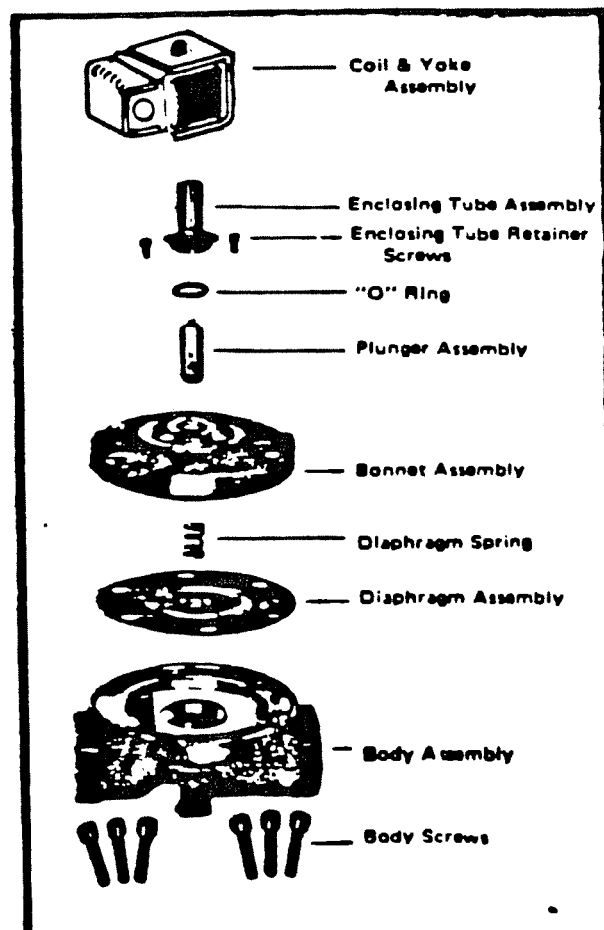 Coil & Yoke
Assembly
Enclosing Tube Assembly
Enclosing Tube Retainer
Screws
"O" Ring
Plunger Assembly
Bonnet Assembly
Diaphragm Spring
Diaphragm Assembly
Body Assembly
Body Screws